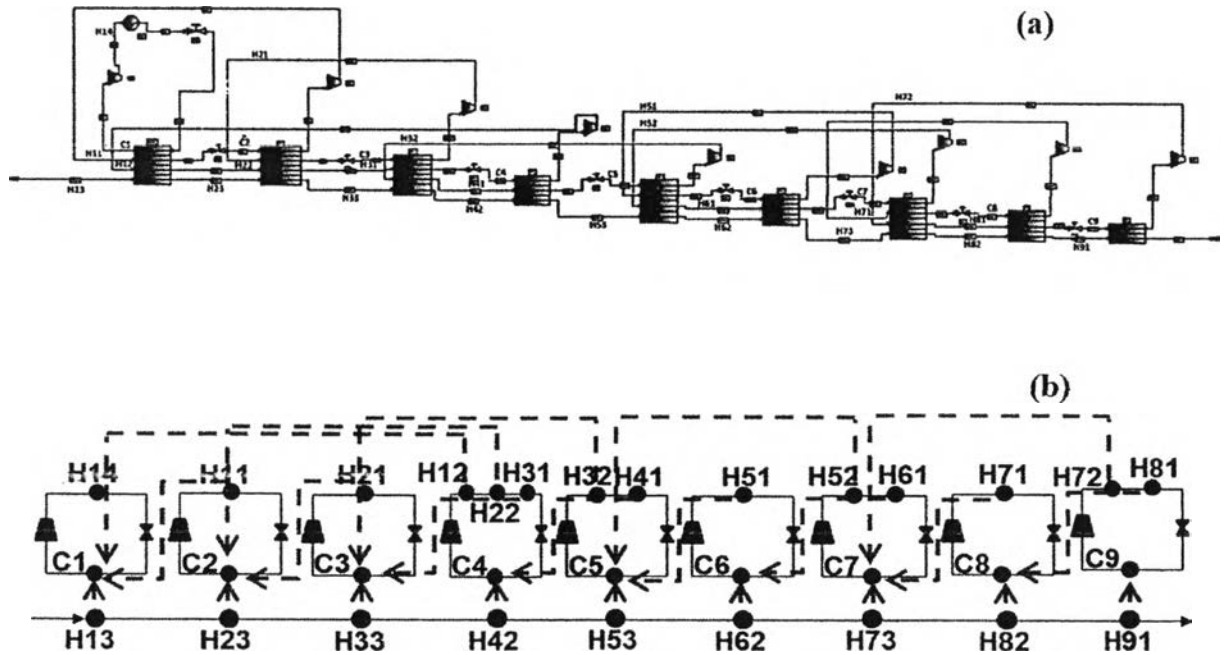 (a)
H14
H21
H51
H72
H52
H52
C1
C2
C3
C4
C5
C6
C7
C8
C9
H11
H12
H22
H31
H41
H61
H71
H81
H13
H23
H33
H62
H53
H62
H73
H82
H91
(b)
H14 H11 H21 H12 H31 H32 H41 H51 H52 H61 H71 H72 H81
H22
C1 C2 C3 C4 C5 C6 C7 C8 C9
H13 H23 H33 H42 H53 H62 H73 H82 H91